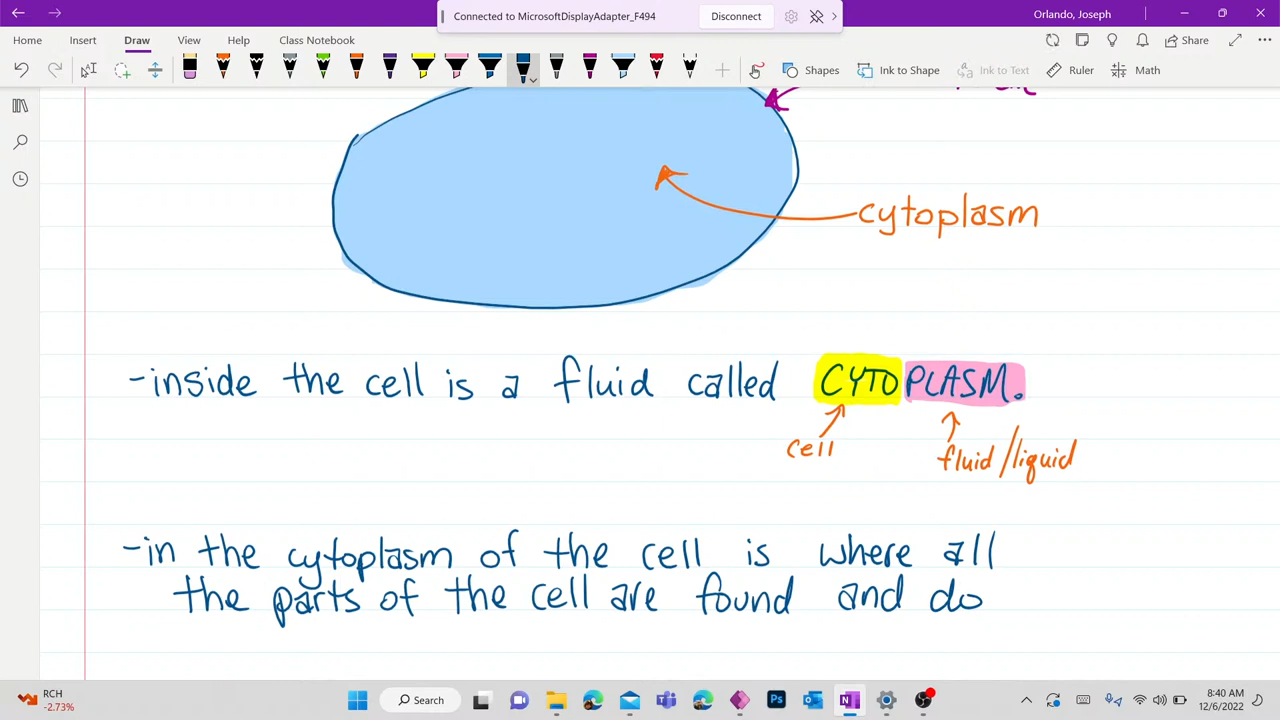 Connected to MicrosoftDisplayAdapter_F494
Disconnect
Orlando, Joseph
Home
Insert
Draw
View
Help
Class Notebook
Share
Shapes
Ink to Shape
Ink to Text
Ruler
Math
cytoplasm
-inside the cell is a fluid called CYTOPLASM.
cell
fluid/liquid
-in the cytoplasm of the cell is where all
the parts of the cell are found and do
RCH
-2.73%
Search
8:40 AM
12/6/2022